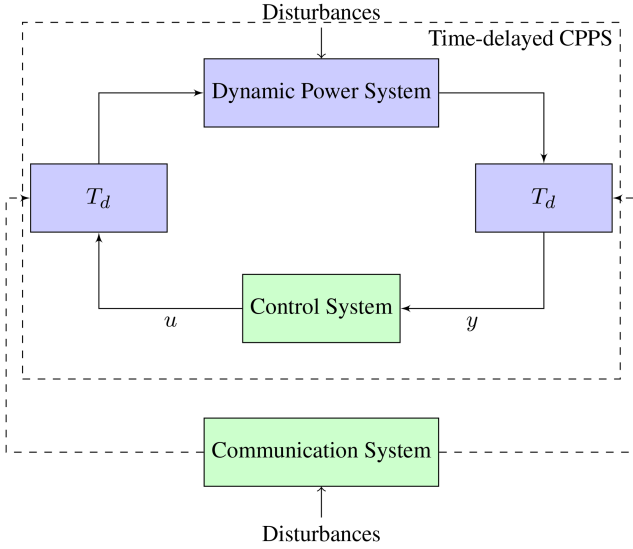 Disturbances
Time-delayed CPPS
Dynamic Power System
T_d
T_d
Control System
u
y
Communication System
Disturbances